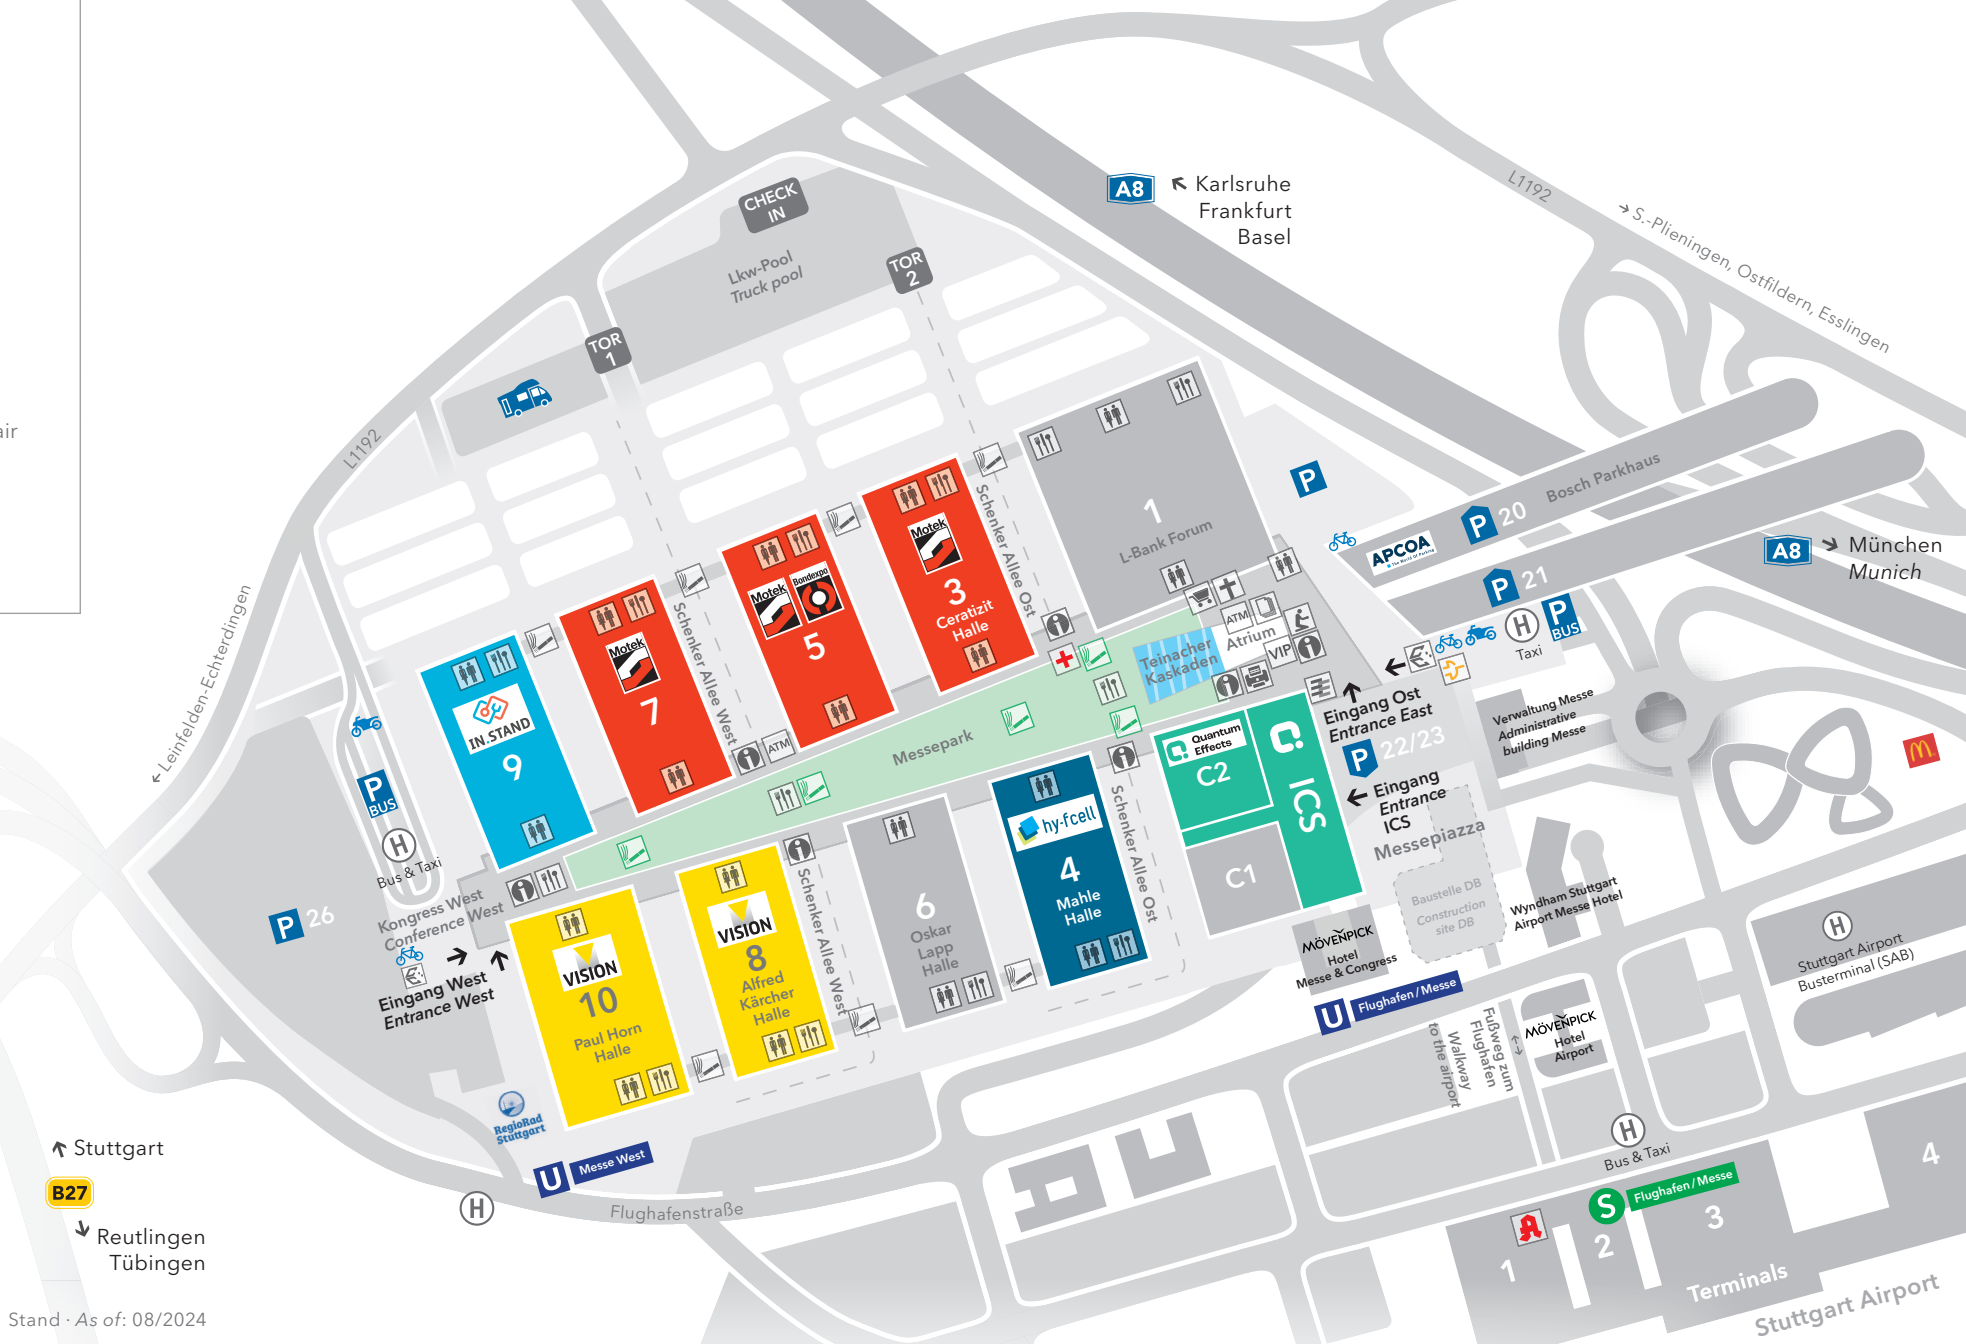 air
L1192
← Leinfelden-Echterdingen
CHECK
IN
Lkw-Pool
Truck pool
TOR
2
TOR
1
A8
Karlsruhe
Frankfurt
Basel
L1192
→ S.-Plieningen, Ostfildern, Esslingen
Bosch Parkhaus
P 20
APCOA
P 21
A8
München
Munich
P
1
L-Bank Forum
Schenker Allee Ost
Motek
3
Ceratizit
Halle
Motek
Bondexpo
5
Schenker Allee West
Motek
7
IN.STAND
9
ATM
Messepark
Teinacher
Kaskaden
ATM
Atrium
VIP
H
Taxi
P
BUS
Eingang Ost
Entrance East
P 22/23
Eingang
Entrance
ICS
Messepiazza
Verwaltung Messe
Administrative
building Messe
Quantum
Effects
C2
ICS
C1
Baustelle DB
Construction
site DB
Wyndham Stuttgart
Airport Messe Hotel
MÖVENPICK
Hotel
Messe & Congress
U Flughafen / Messe
hy-fcell
4
Mahle
Halle
Schenker Allee Ost
6
Oskar
Lapp
Halle
Schenker Allee West
VISION
8
Alfred
Kärcher
Halle
VISION
10
Paul Horn
Halle
P
BUS
H
Bus & Taxi
P 26
Kongress West
Conference West
Eingang West
Entrance West
RegioRad
Stuttgart
U Messe West
H
Flughafenstraße
Fußweg zum
Flughafen
Walkway
to the airport
MÖVENPICK
Hotel
Airport
H
Stuttgart Airport
Busterminal (SAB)
H
Bus & Taxi
S Flughafen / Messe
1
2
3
4
Terminals
Stuttgart Airport
Stuttgart
B27
Reutlingen
Tübingen
Stand · As of: 08/2024